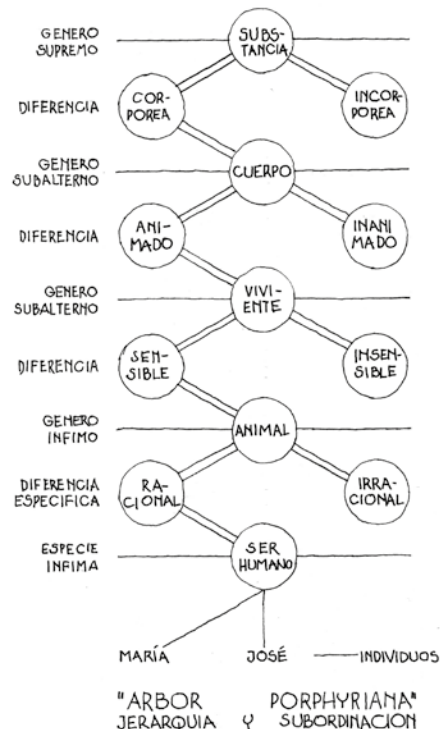 GENERO
SUPREMO
SUBS-
TANCIA
DIFERENCIA
COR-
POREA
INCOR-
POREA
GENERO
SUBALTERNO
CUERPO
DIFERENCIA
ANI-
MADO
INANI
MADO
GENERO
SUBALTERNO
VIVI-
ENTE
DIFERENCIA
SEN-
SIBLE
INSEN-
SIBLE
GENERO
INFIMO
ANIMAL
DIFERENCIA
ESPECIFICA
RA-
CIONAL
IRRA-
CIONAL
ESPECIE
INFIMA
SER
HUMANO
MARÍA JOSÉ INDIVIDUOS
"ARBOR PORPHYRIANA"
JERARQUIA Y SUBORDINACION